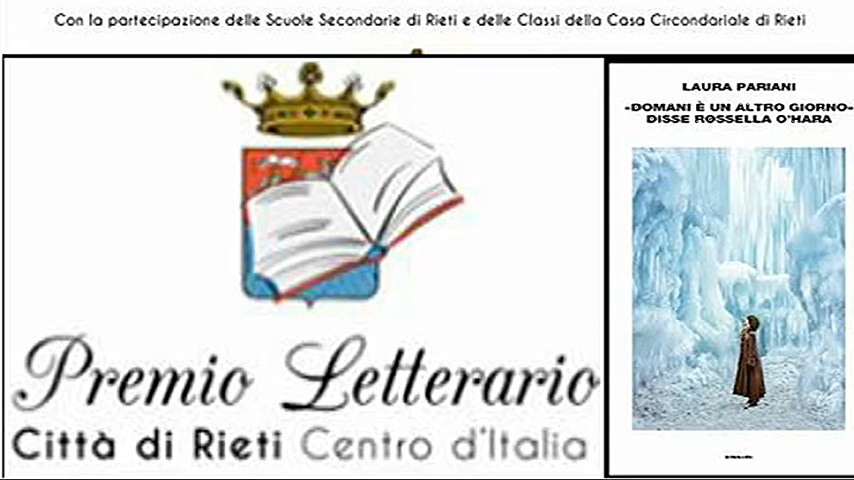 Con la partecipazione delle Scuole Secondarie di Rieti e delle Classi della Casa Circondariale di Rieti
Premio Letterario
Città di Rieti Centro d'Italia
LAURA PARIANI
«DOMANI È UN ALTRO GIORNO»
DISSE ROSSELLA O'HARA